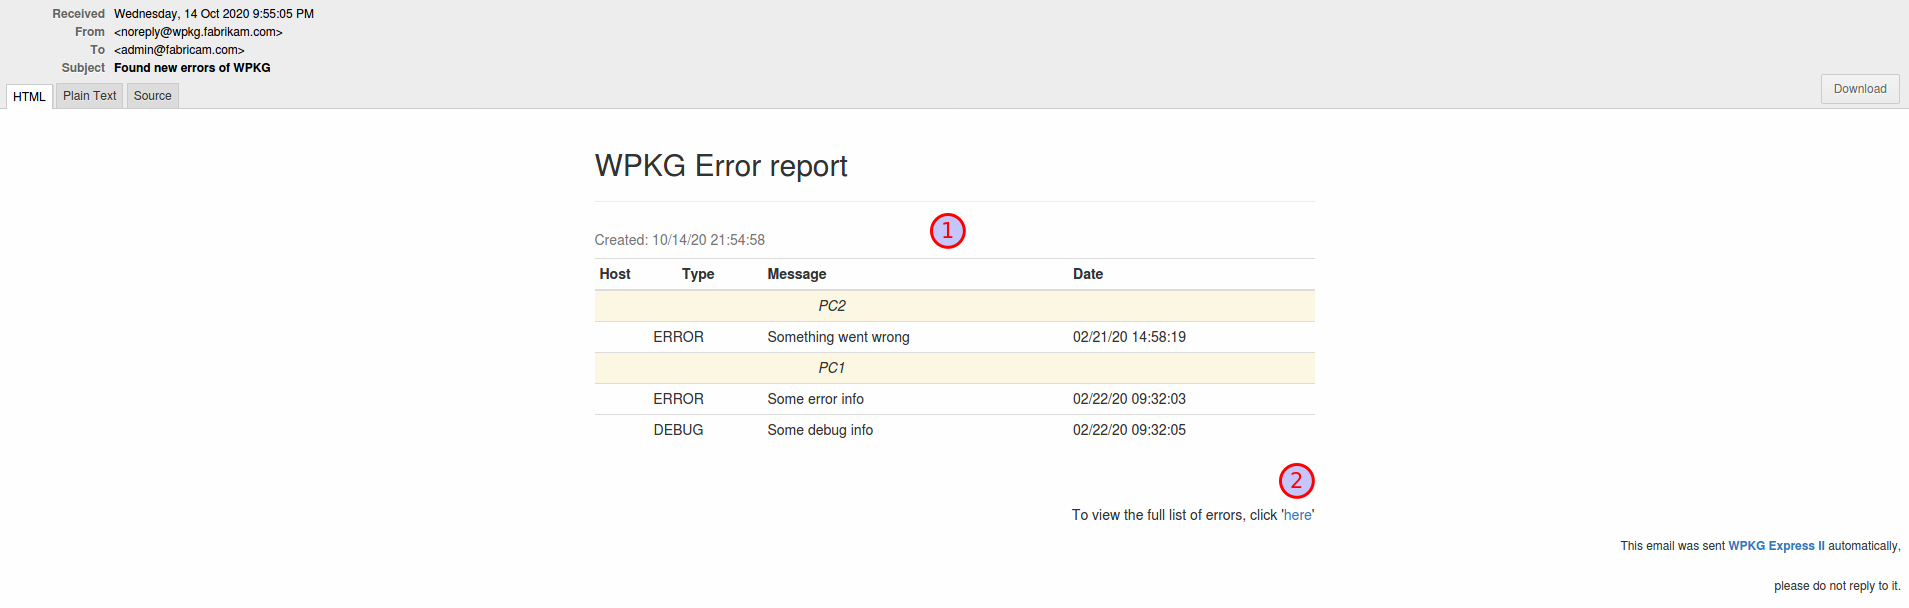 Received Wednesday, 14 Oct 2020 9:55:05 PM
From <noreply@wpkg.fabrikam.com>
To <admin@fabricam.com>
Subject Found new errors of WPKG
HTML Plain Text Source Download
WPKG Error report
1
Created: 10/14/20 21:54:58
Host Type Message Date
PC2
ERROR Something went wrong 02/21/20 14:58:19
PC1
ERROR Some error info 02/22/20 09:32:03
DEBUG Some debug info 02/22/20 09:32:05
2
To view the full list of errors, click 'here'
This email was sent WPKG Express II automatically,
please do not reply to it.